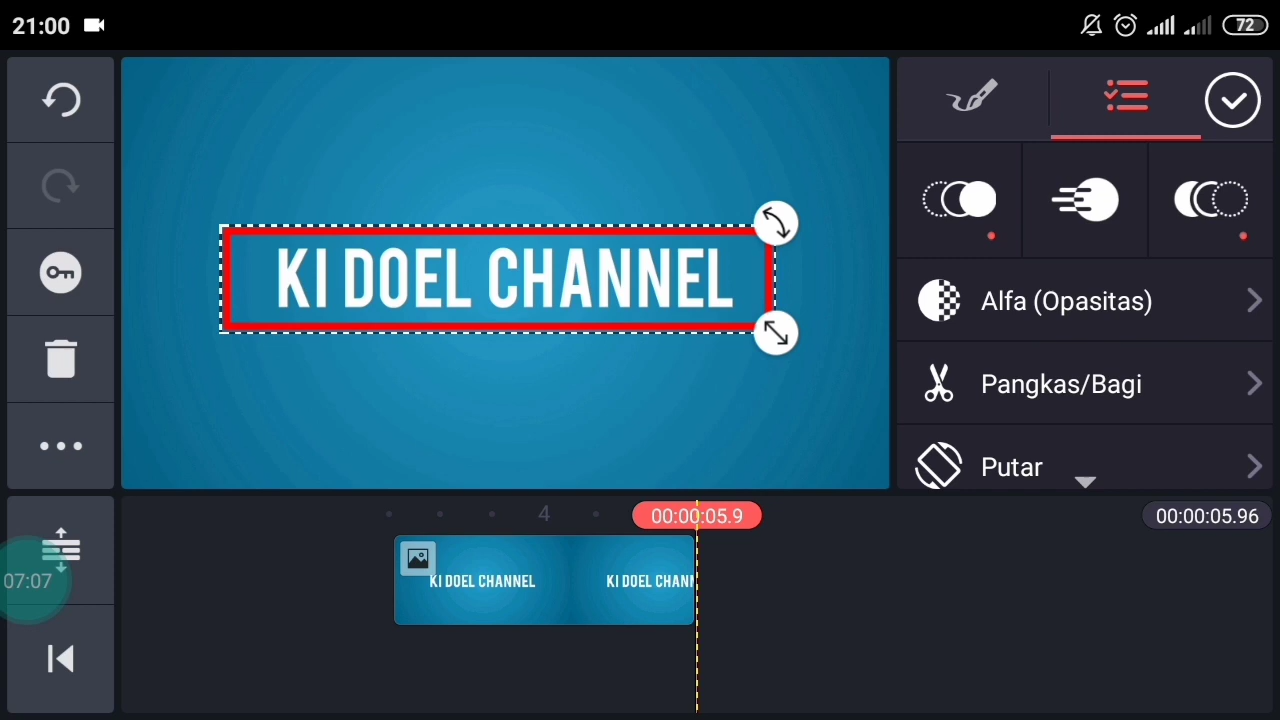 21:00
72
KI DOEL CHANNEL
Alfa (Opasitas)
Pangkas/Bagi
Putar
4
00:00:05.9
00:00:05.96
07:07
KI DOEL CHANNEL
KI DOEL CHANN